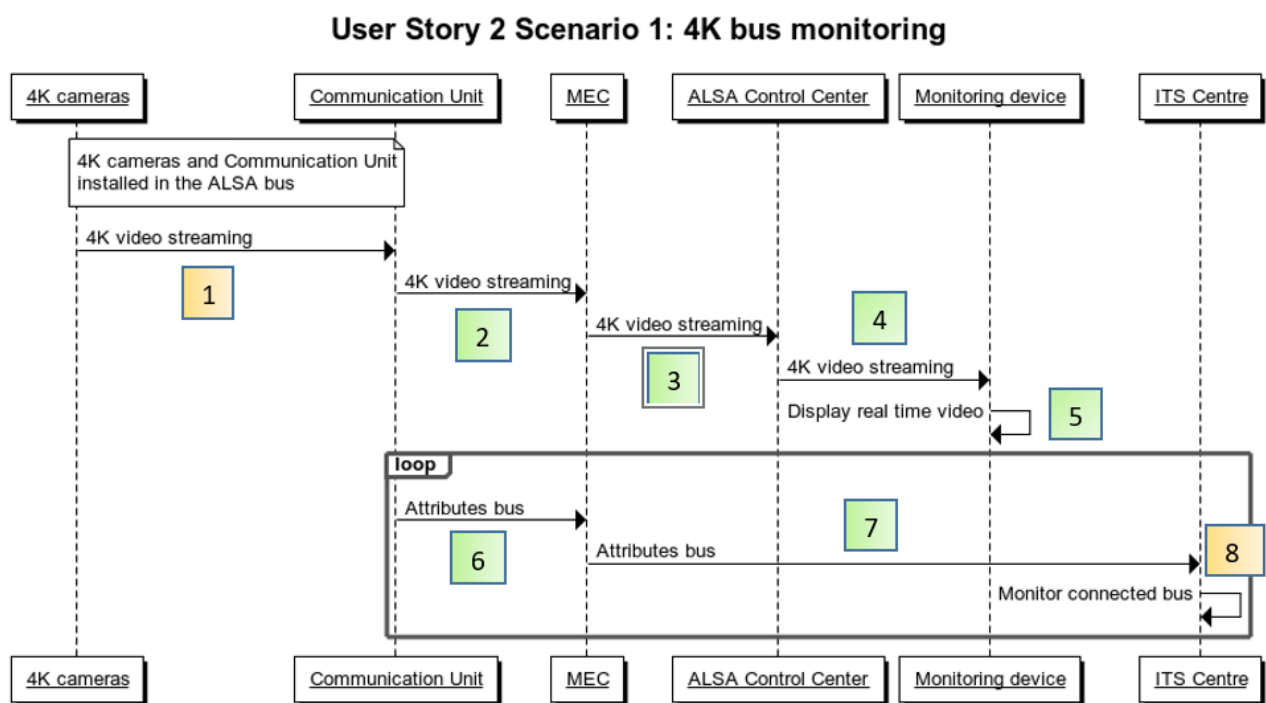 User Story 2 Scenario 1: 4K bus monitoring
4K cameras
Communication Unit
MEC
ALSA Control Center
Monitoring device
ITS Centre
4K cameras and Communication Unit
installed in the ALSA bus
4K video streaming
1
4K video streaming
2
4K video streaming
3
4
4K video streaming
Display real time video
5
loop
Attributes bus
6
7
Attributes bus
8
Monitor connected bus
4K cameras
Communication Unit
MEC
ALSA Control Center
Monitoring device
ITS Centre